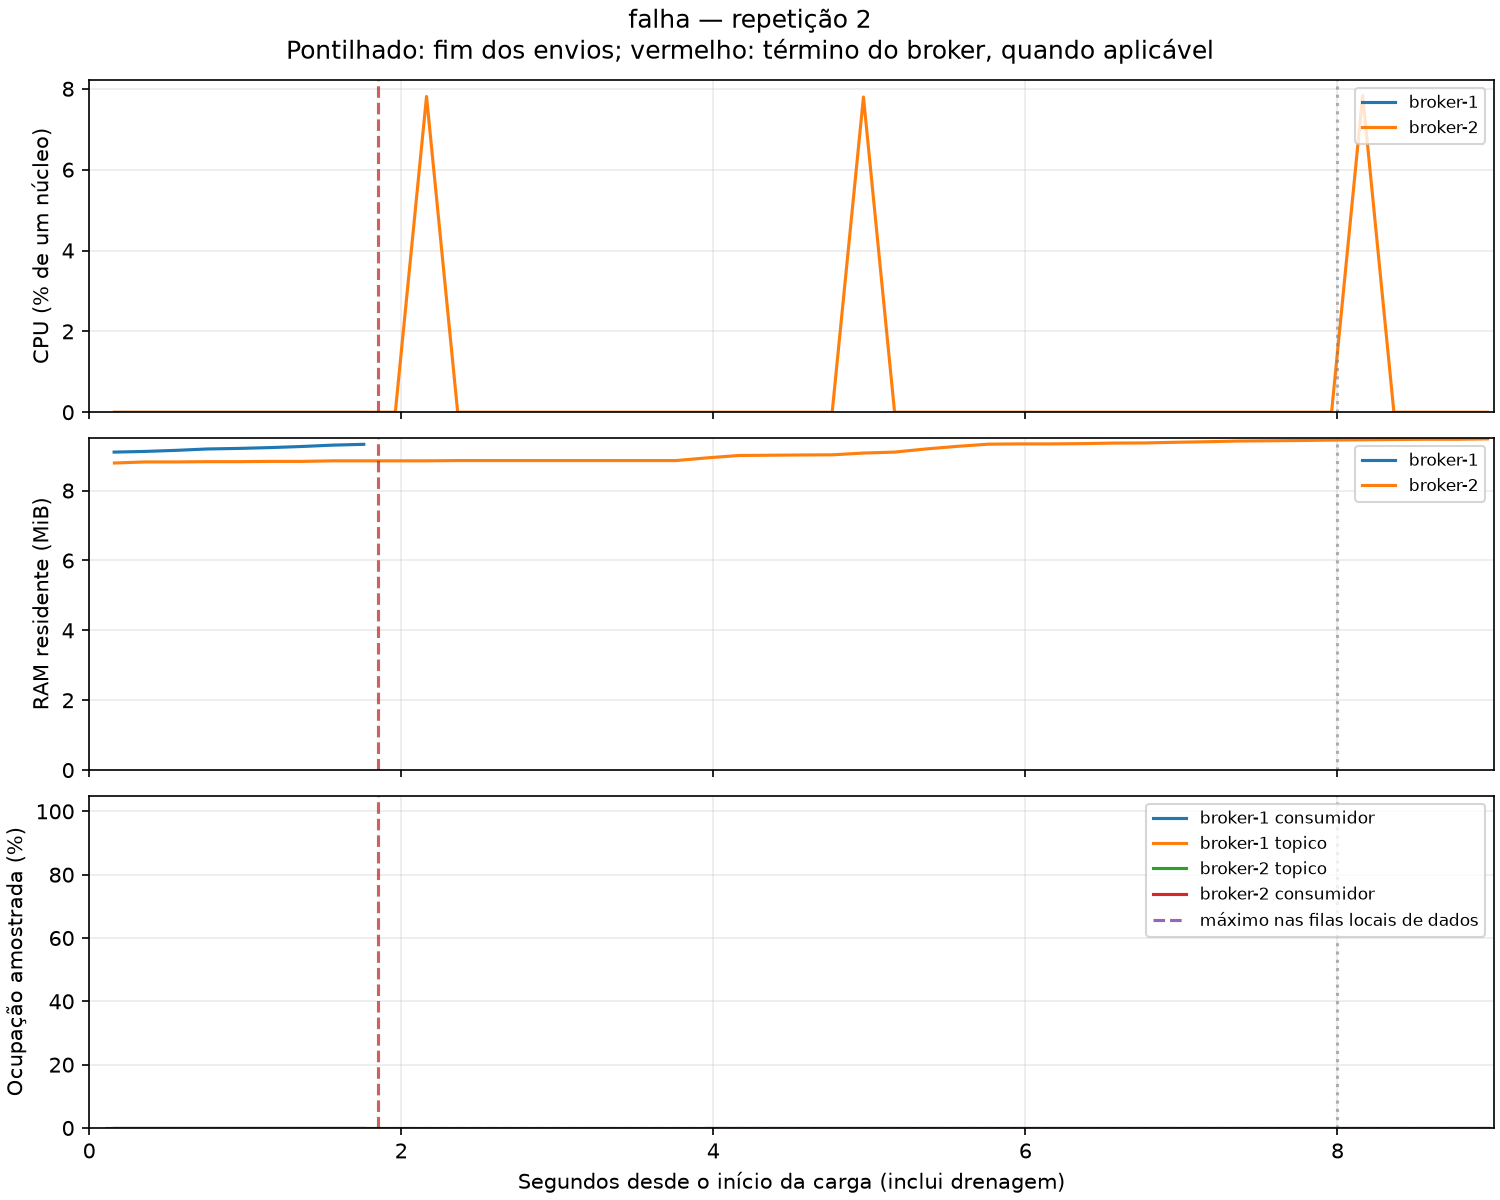 falha — repetição 2
Pontilhado: fim dos envios; vermelho: término do broker, quando aplicável
CPU (% de um núcleo)
8
6
4
2
0
broker-1
broker-2
RAM residente (MiB)
8
6
4
2
0
broker-1
broker-2
Ocupação amostrada (%)
100
80
60
40
20
0
broker-1 consumidor
broker-1 topico
broker-2 topico
broker-2 consumidor
máximo nas filas locais de dados
0
2
4
6
8
Segundos desde o início da carga (inclui drenagem)